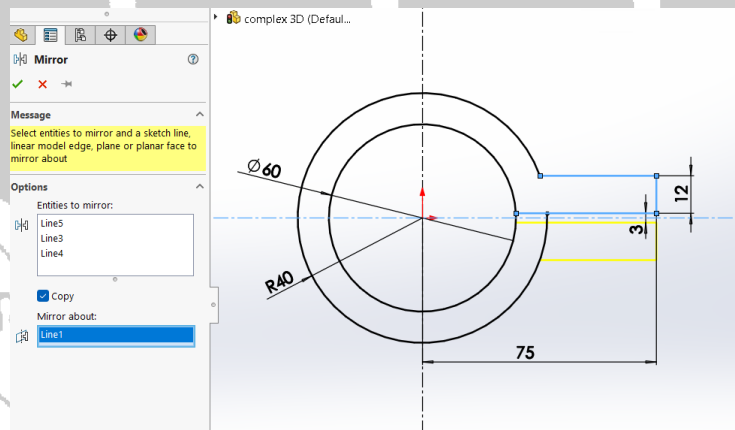 complex 3D (Defaul...
Mirror
Message
Select entities to mirror and a sketch line,
linear model edge, plane or planar face to
mirror about
Options
Entities to mirror:
Line5
Line3
Line4
Copy
Mirror about:
Line1
Ø60
R40
12
3
75